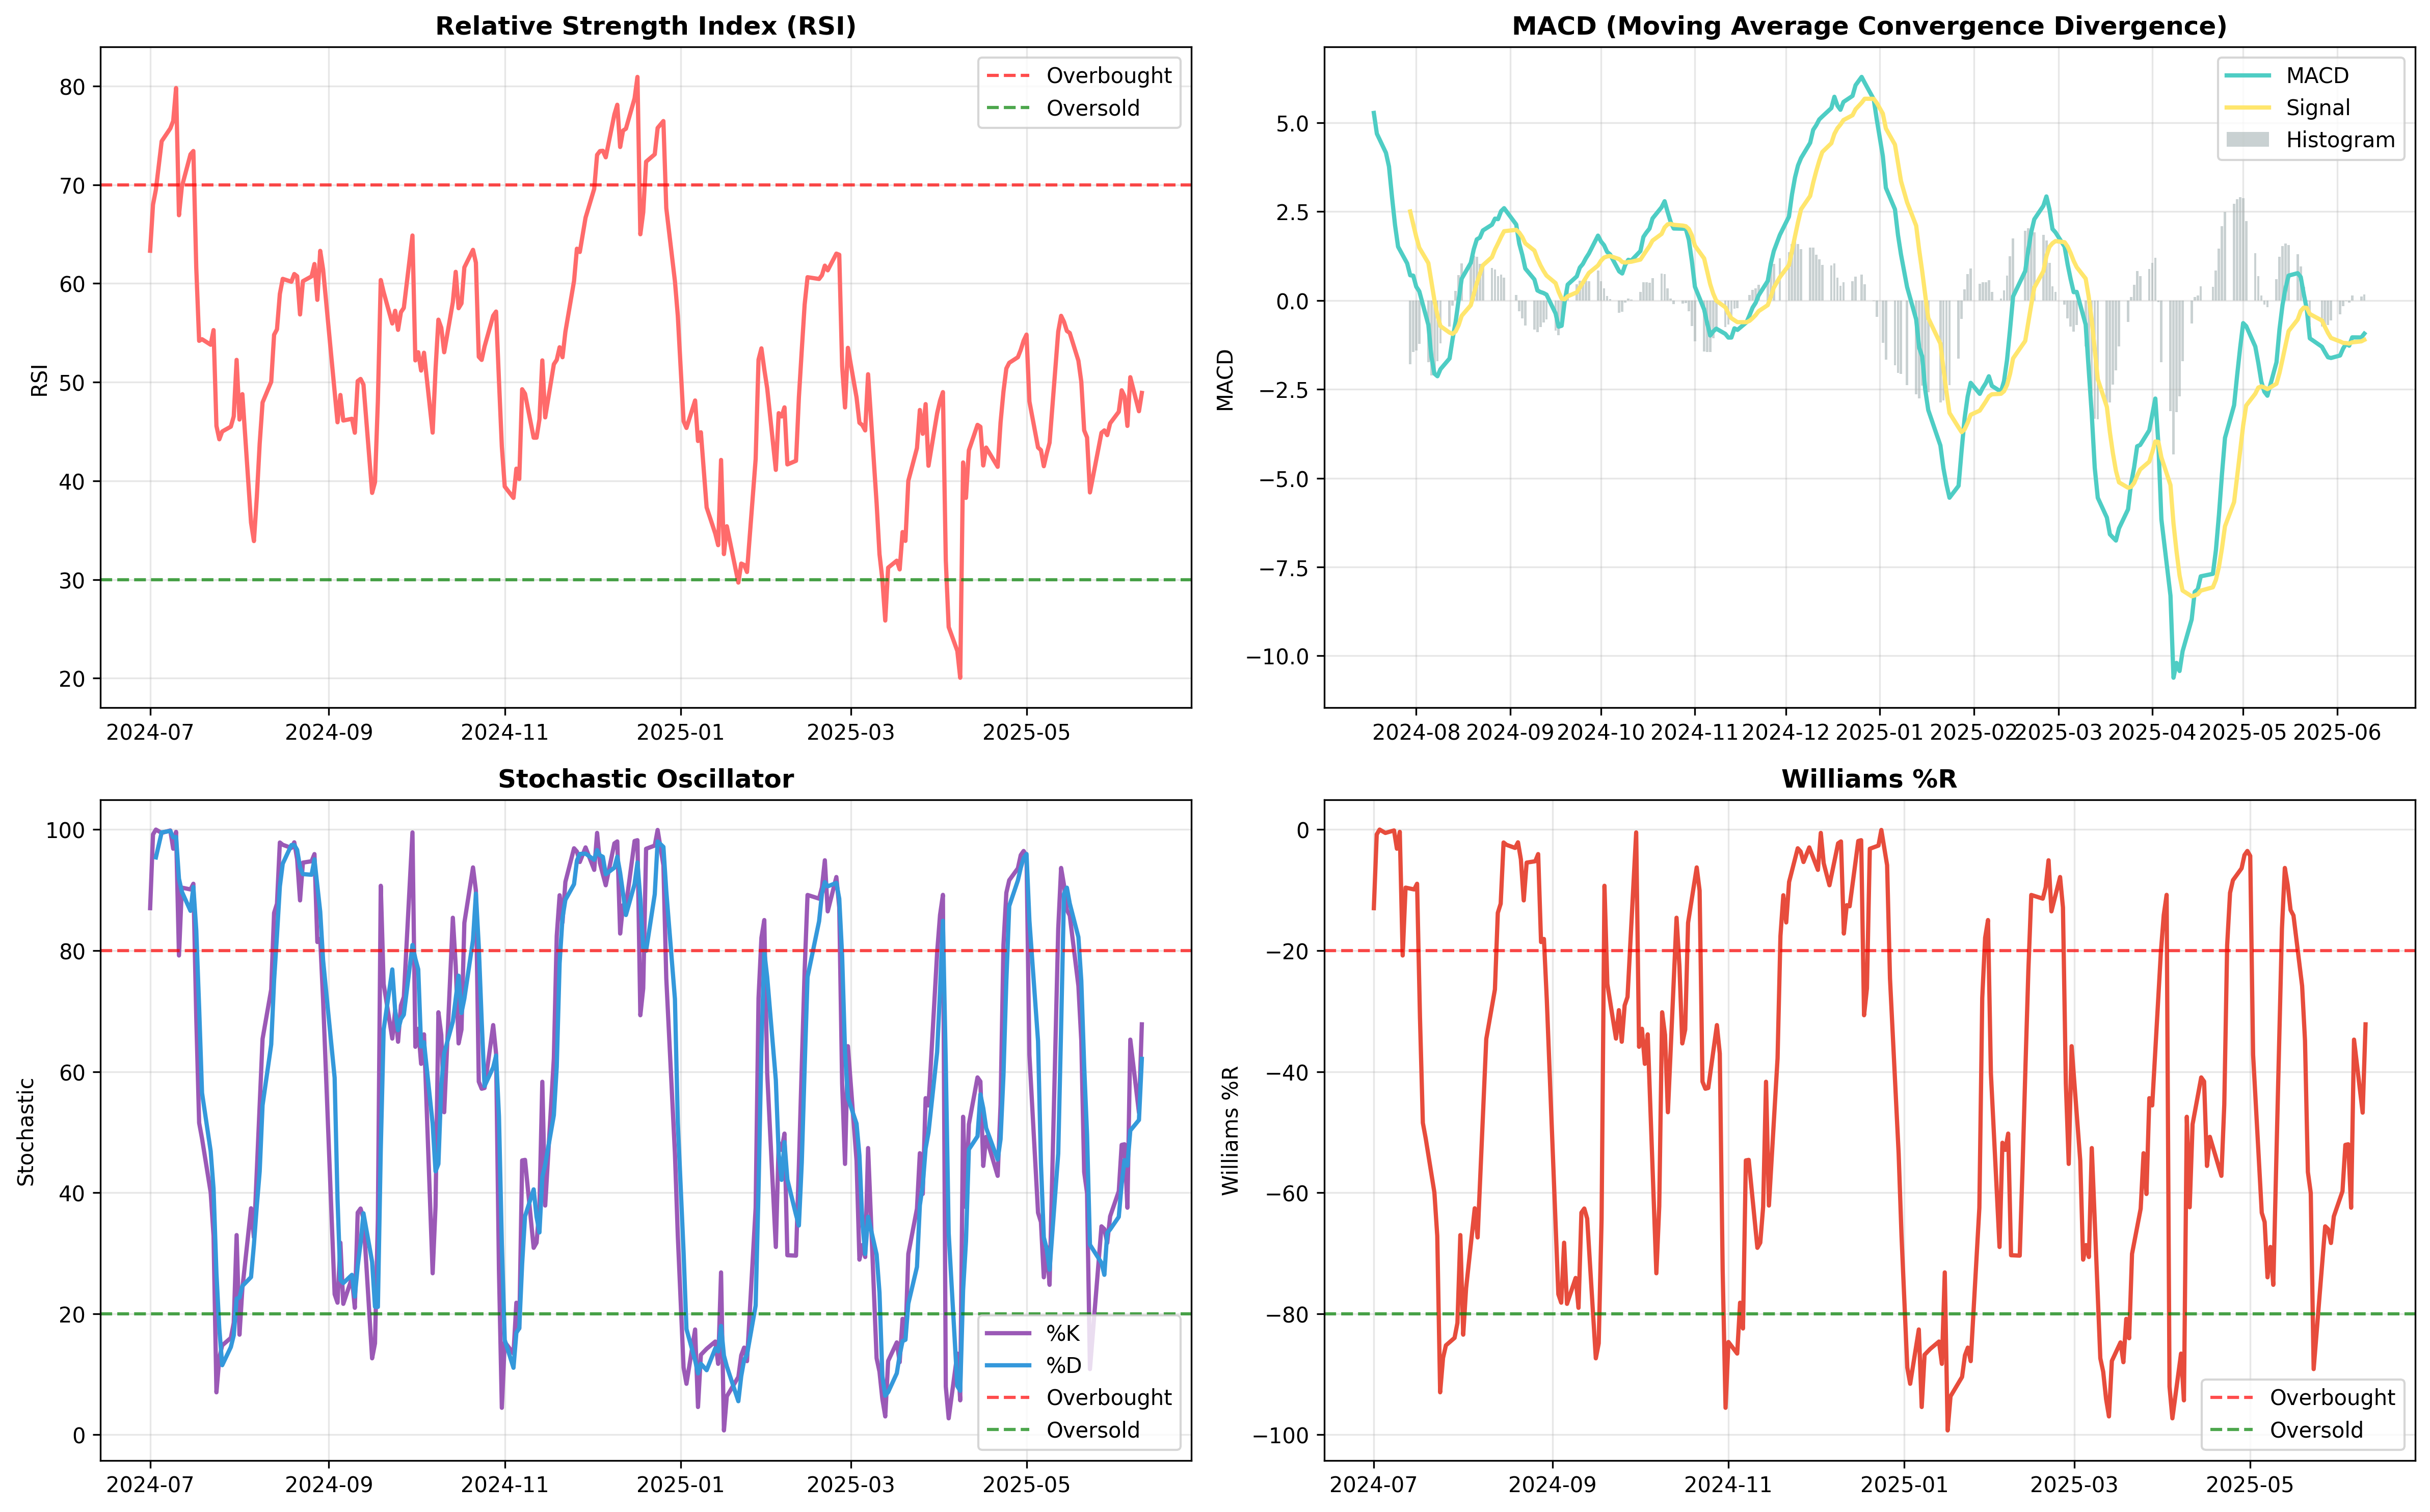 Relative Strength Index (RSI)
RSI
80
70
60
50
40
30
20
Overbought
Oversold
2024-07 2024-09 2024-11 2025-01 2025-03 2025-05
MACD (Moving Average Convergence Divergence)
MACD
5.0
2.5
0.0
−2.5
−5.0
−7.5
−10.0
MACD
Signal
Histogram
2024-08 2024-09 2024-10 2024-11 2024-12 2025-01 2025-02 2025-03 2025-04 2025-05 2025-06
Stochastic Oscillator
Stochastic
100
80
60
40
20
0
%K
%D
Overbought
Oversold
2024-07 2024-09 2024-11 2025-01 2025-03 2025-05
Williams %R
Williams %R
0
−20
−40
−60
−80
−100
Overbought
Oversold
2024-07 2024-09 2024-11 2025-01 2025-03 2025-05